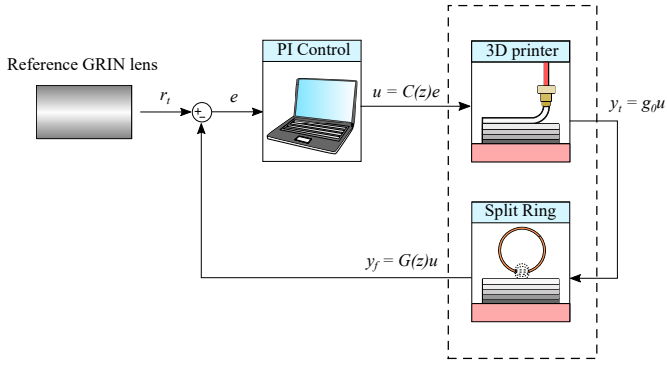 PI Control
3D printer
Reference GRIN lens
r_t
e
u = C(z)e
y_t = g_0u
+
−
Split Ring
y_f = G(z)u